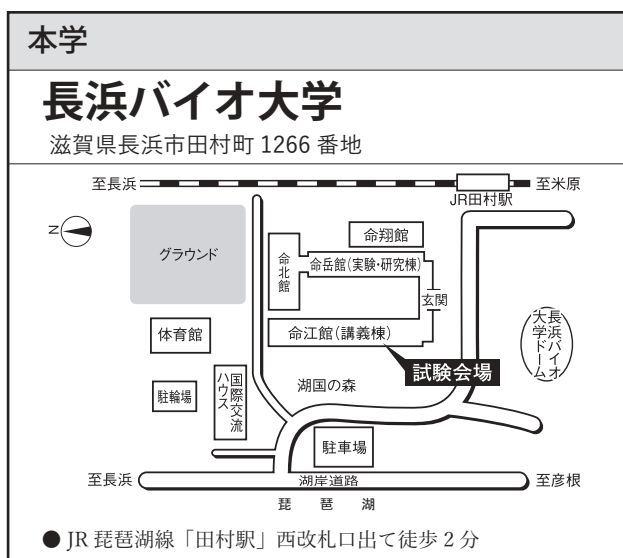 本学
長浜バイオ大学
滋賀県長浜市田村町 1266 番地
至長浜
至米原
JR田村駅
N
グラウンド
命翔館
命北館
命岳館(実験・研究棟)
玄関
体育館
命江館(講義棟)
長浜バイオ
大学ドーム
試験会場
駐輪場
国際交流
ハウス
湖国の森
駐車場
至長浜
湖岸道路
至彦根
琵琶湖
● JR 琵琶湖線「田村駅」西改札口出て徒歩 2 分